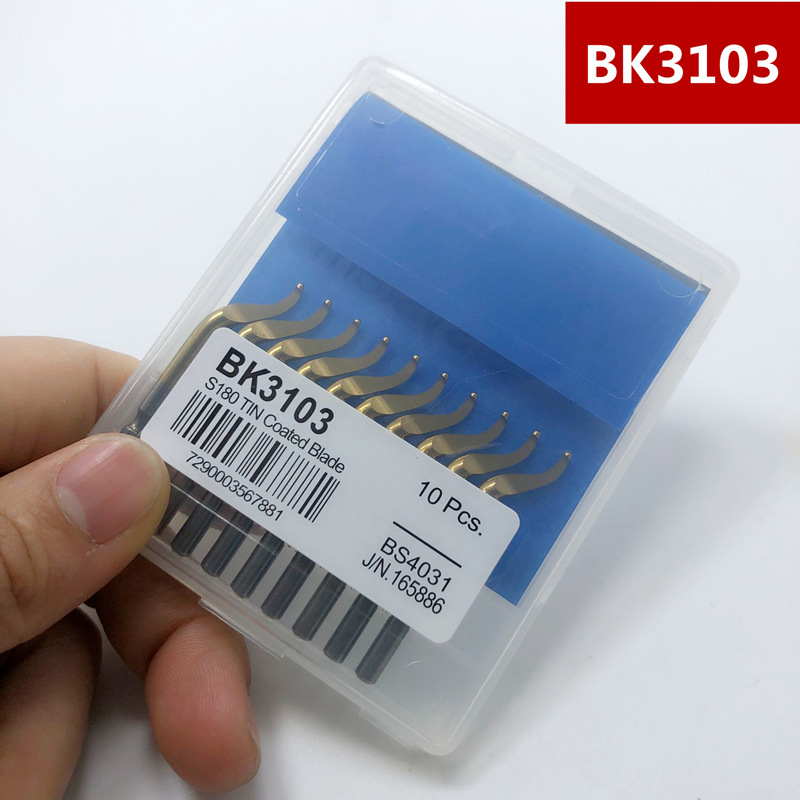 BK3103
BK3103
S180 TIN Coated Blade
7290003567881
10 Pcs.
BS4031
J/N.165886